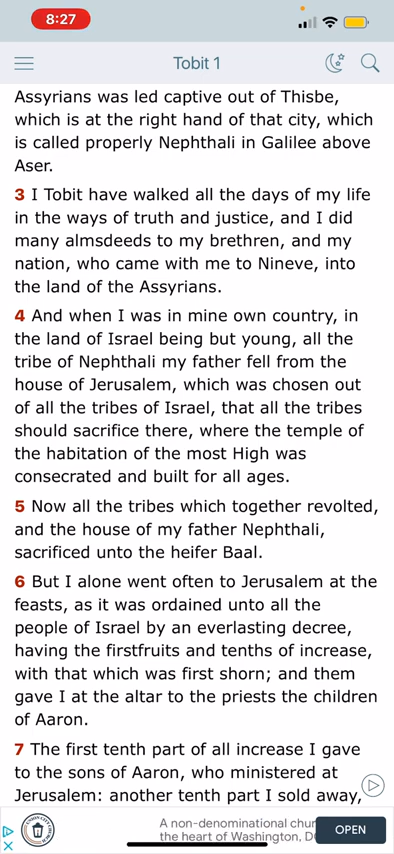 8:27
Tobit 1
Assyrians was led captive out of Thisbe,
which is at the right hand of that city, which
is called properly Nephthali in Galilee above
Aser.
3 I Tobit have walked all the days of my life
in the ways of truth and justice, and I did
many almsdeeds to my brethren, and my
nation, who came with me to Nineve, into
the land of the Assyrians.
4 And when I was in mine own country, in
the land of Israel being but young, all the
tribe of Nephthali my father fell from the
house of Jerusalem, which was chosen out
of all the tribes of Israel, that all the tribes
should sacrifice there, where the temple of
the habitation of the most High was
consecrated and built for all ages.
5 Now all the tribes which together revolted,
and the house of my father Nephthali,
sacrificed unto the heifer Baal.
6 But I alone went often to Jerusalem at the
feasts, as it was ordained unto all the
people of Israel by an everlasting decree,
having the firstfruits and tenths of increase,
with that which was first shorn; and them
gave I at the altar to the priests the children
of Aaron.
7 The first tenth part of all increase I gave
to the sons of Aaron, who ministered at
Jerusalem: another tenth part I sold away,
A non-denominational chur
the heart of Washington, D
OPEN